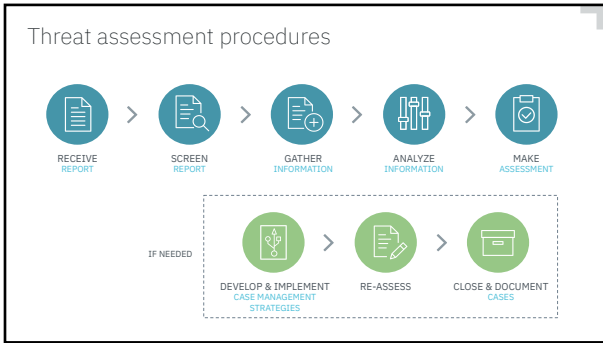 Threat assessment procedures
RECEIVE
REPORT
SCREEN
REPORT
GATHER
INFORMATION
ANALYZE
INFORMATION
MAKE
ASSESSMENT
IF NEEDED
DEVELOP & IMPLEMENT
CASE MANAGEMENT
STRATEGIES
RE-ASSESS
CLOSE & DOCUMENT
CASES